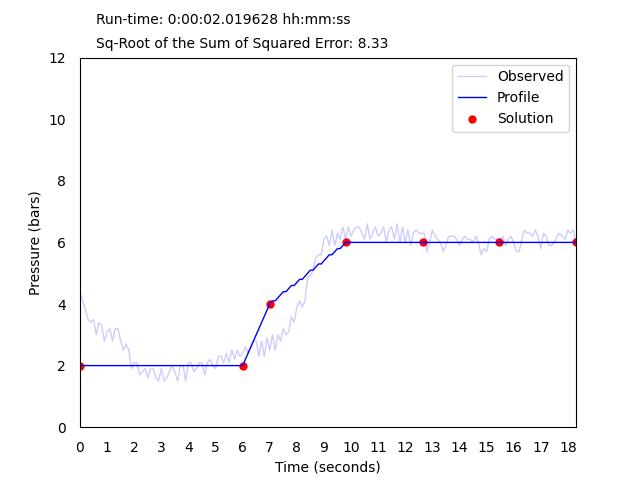 Run-time: 0:00:02.019628 hh:mm:ss
Sq-Root of the Sum of Squared Error: 8.33
12
10
8
6
4
2
0
Pressure (bars)
Observed
Profile
Solution
0 1 2 3 4 5 6 7 8 9 10 11 12 13 14 15 16 17 18
Time (seconds)